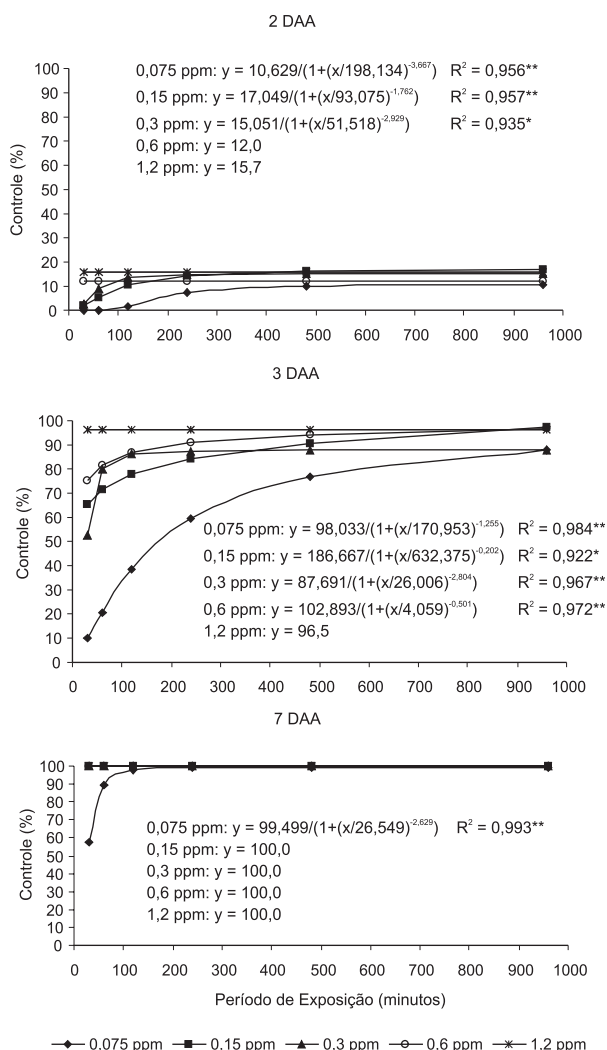 2 DAA
0,075 ppm: y = 10,629/(1+(x/198,134)^-3,667) R² = 0,956**
0,15 ppm: y = 17,049/(1+(x/93,075)^-1,762) R² = 0,957**
0,3 ppm: y = 15,051/(1+(x/51,518)^-2,929) R² = 0,935*
0,6 ppm: y = 12,0
1,2 ppm: y = 15,7
Controle (%)
100
90
80
70
60
50
40
30
20
10
0
0 100 200 300 400 500 600 700 800 900 1000
3 DAA
0,075 ppm: y = 98,033/(1+(x/170,953)^-1,255) R² = 0,984**
0,15 ppm: y = 186,667/(1+(x/632,375)^-0,202) R² = 0,922*
0,3 ppm: y = 87,691/(1+(x/26,006)^-2,804) R² = 0,967**
0,6 ppm: y = 102,893/(1+(x/4,059)^-0,501) R² = 0,972**
1,2 ppm: y = 96,5
Controle (%)
100
90
80
70
60
50
40
30
20
10
0
0 100 200 300 400 500 600 700 800 900 1000
7 DAA
0,075 ppm: y = 99,499/(1+(x/26,549)^-2,629) R² = 0,993**
0,15 ppm: y = 100,0
0,3 ppm: y = 100,0
0,6 ppm: y = 100,0
1,2 ppm: y = 100,0
Controle (%)
100
90
80
70
60
50
40
30
20
10
0
0 100 200 300 400 500 600 700 800 900 1000
Período de Exposição (minutos)
0.075 ppm 0.15 ppm 0.3 ppm 0.6 ppm 1.2 ppm